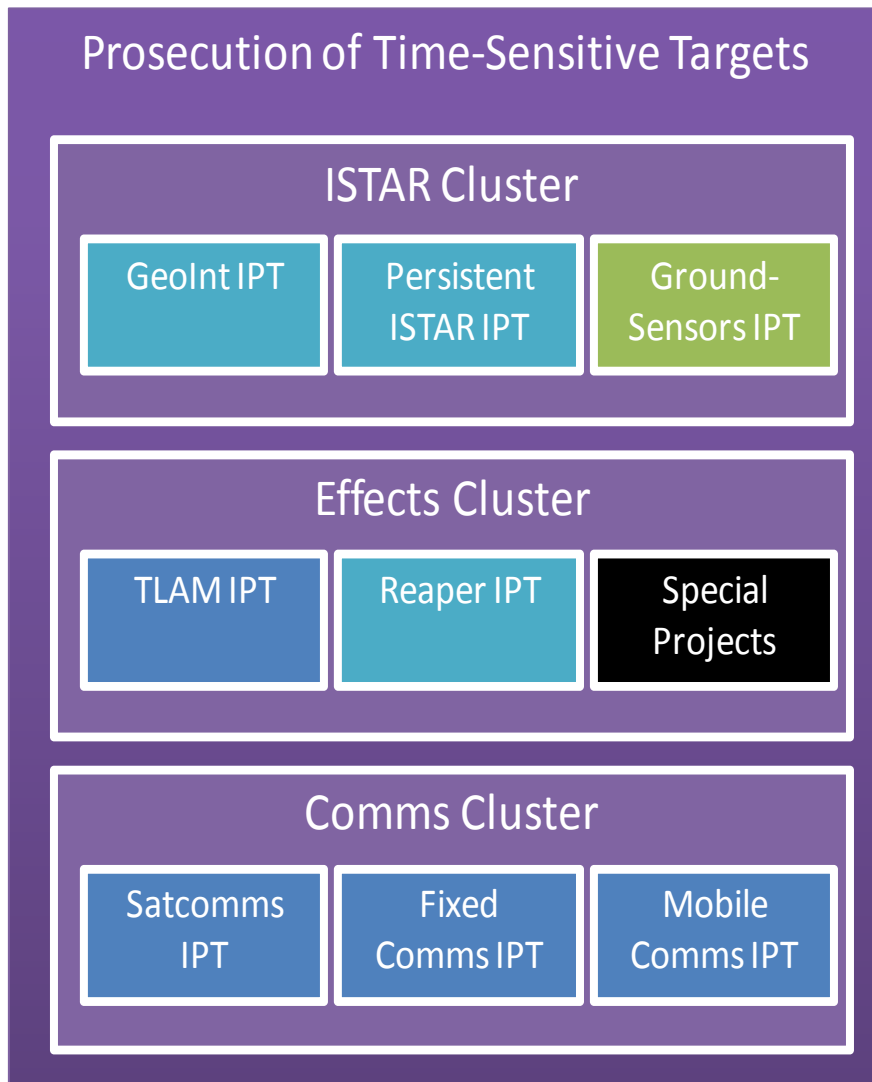 Prosecution of Time-Sensitive Targets
ISTAR Cluster
GeoInt IPT
Persistent
ISTAR IPT
Ground-
Sensors IPT
Effects Cluster
TLAM IPT
Reaper IPT
Special
Projects
Comms Cluster
Satcomms
IPT
Fixed
Comms IPT
Mobile
Comms IPT